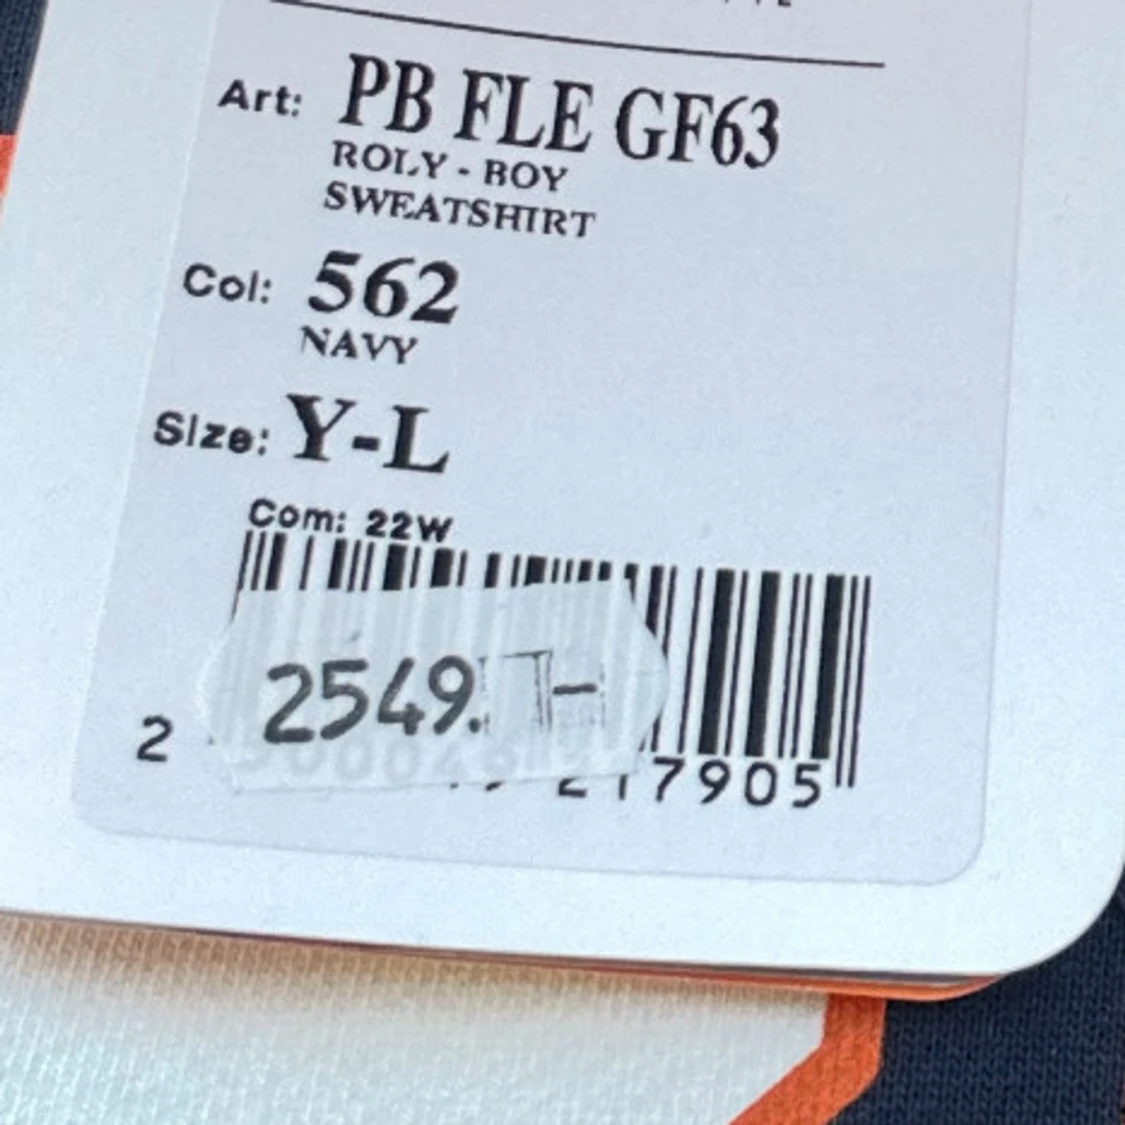 Art: PB FLE GF63
ROLY - BOY
SWEATSHIRT
Col: 562
NAVY
Size: Y-L
Com: 22W
2549.-
2 217905